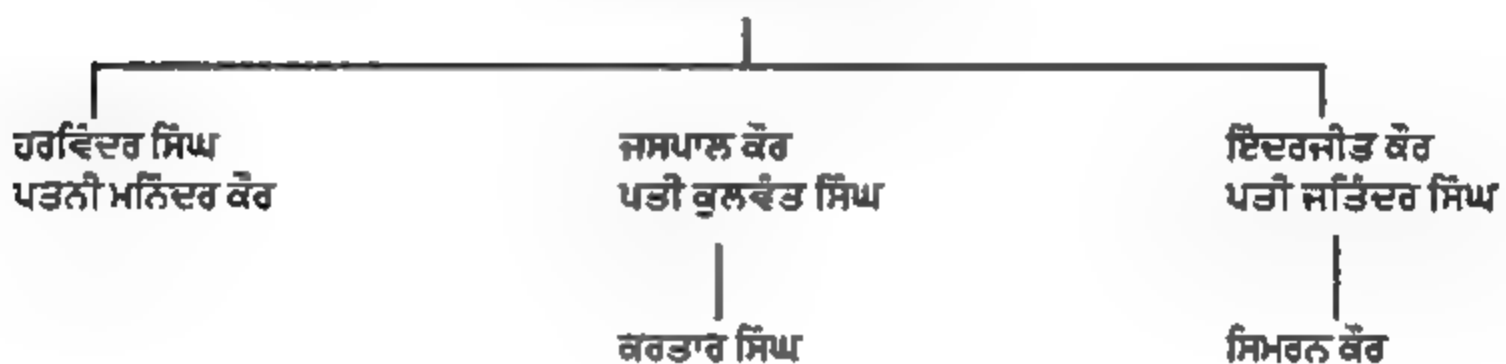 ਹਰਵਿੰਦਰ ਸਿੰਘ
ਪਤਨੀ ਮਨਿੰਦਰ ਕੌਰ
ਜਸਪਾਲ ਕੌਰ
ਪਤੀ ਕੁਲਵੰਤ ਸਿੰਘ
ਕਰਤਾਰ ਸਿੰਘ
ਇੰਦਰਜੀਤ ਕੌਰ
ਪਤੀ ਜਤਿੰਦਰ ਸਿੰਘ
ਸਿਮਰਨ ਕੌਰ